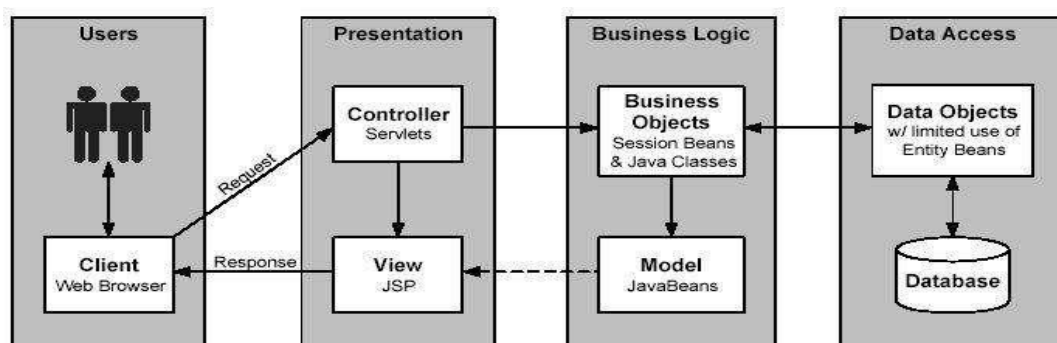 Users
Presentation
Business Logic
Data Access
Controller
Servlets
Business
Objects
Session Beans
& Java Classes
Data Objects
w/ limited use of
Entity Beans
Request
Client
Web Browser
Response
View
JSP
Model
JavaBeans
Database